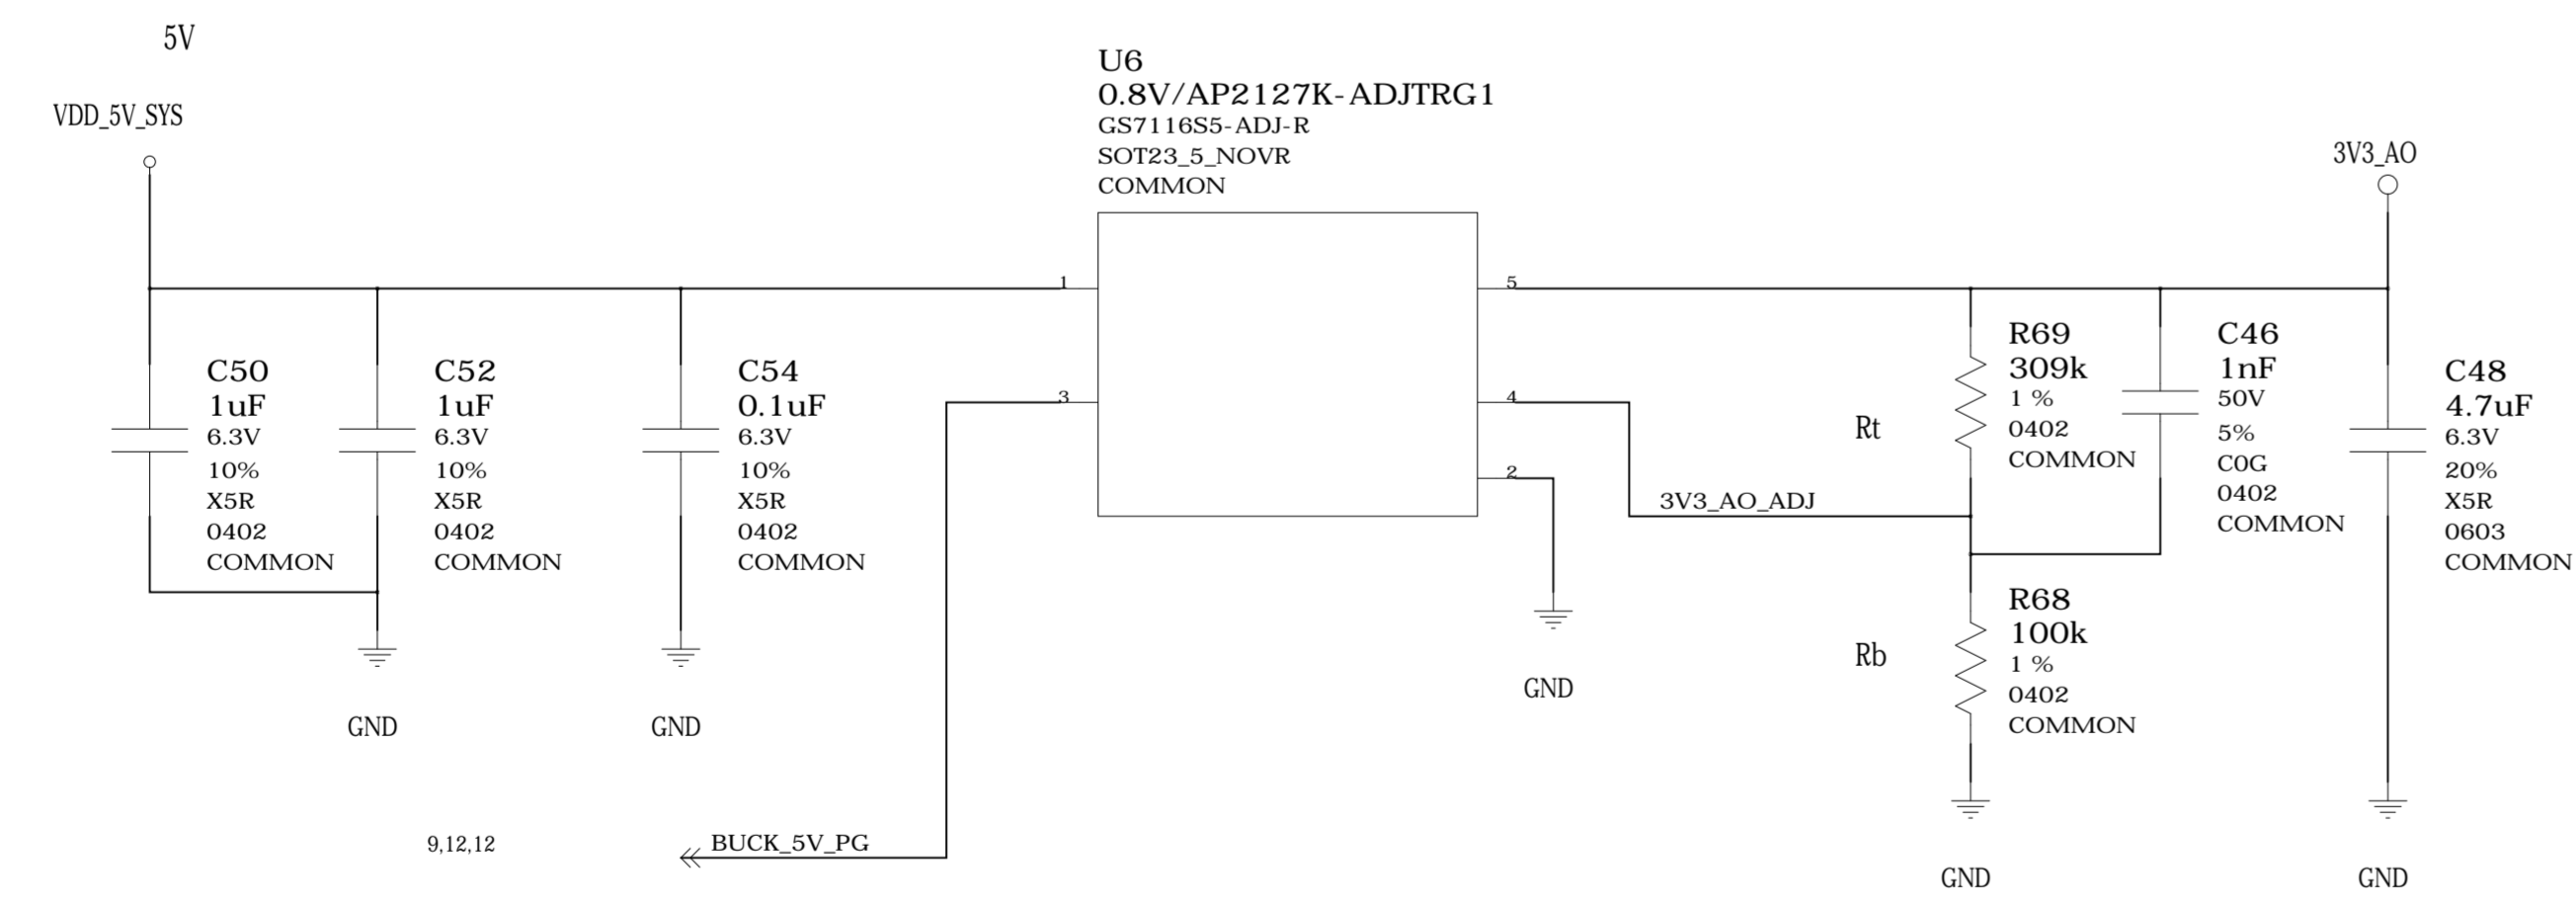 5V
VDD_5V_SYS
U6
0.8V/AP2127K-ADJTRG1
GS7116S5-ADJ-R
SOT23_5_NOVR
COMMON
3V3_AO
1
5
3
4
2
C50
1uF
6.3V
10%
X5R
0402
COMMON
C52
1uF
6.3V
10%
X5R
0402
COMMON
C54
0.1uF
6.3V
10%
X5R
0402
COMMON
3V3_AO_ADJ
Rt
R69
309k
1 %
0402
COMMON
C46
1nF
50V
5%
C0G
0402
COMMON
C48
4.7uF
6.3V
20%
X5R
0603
COMMON
Rb
R68
100k
1 %
0402
COMMON
GND
GND
GND
9,12,12
BUCK_5V_PG
GND
GND